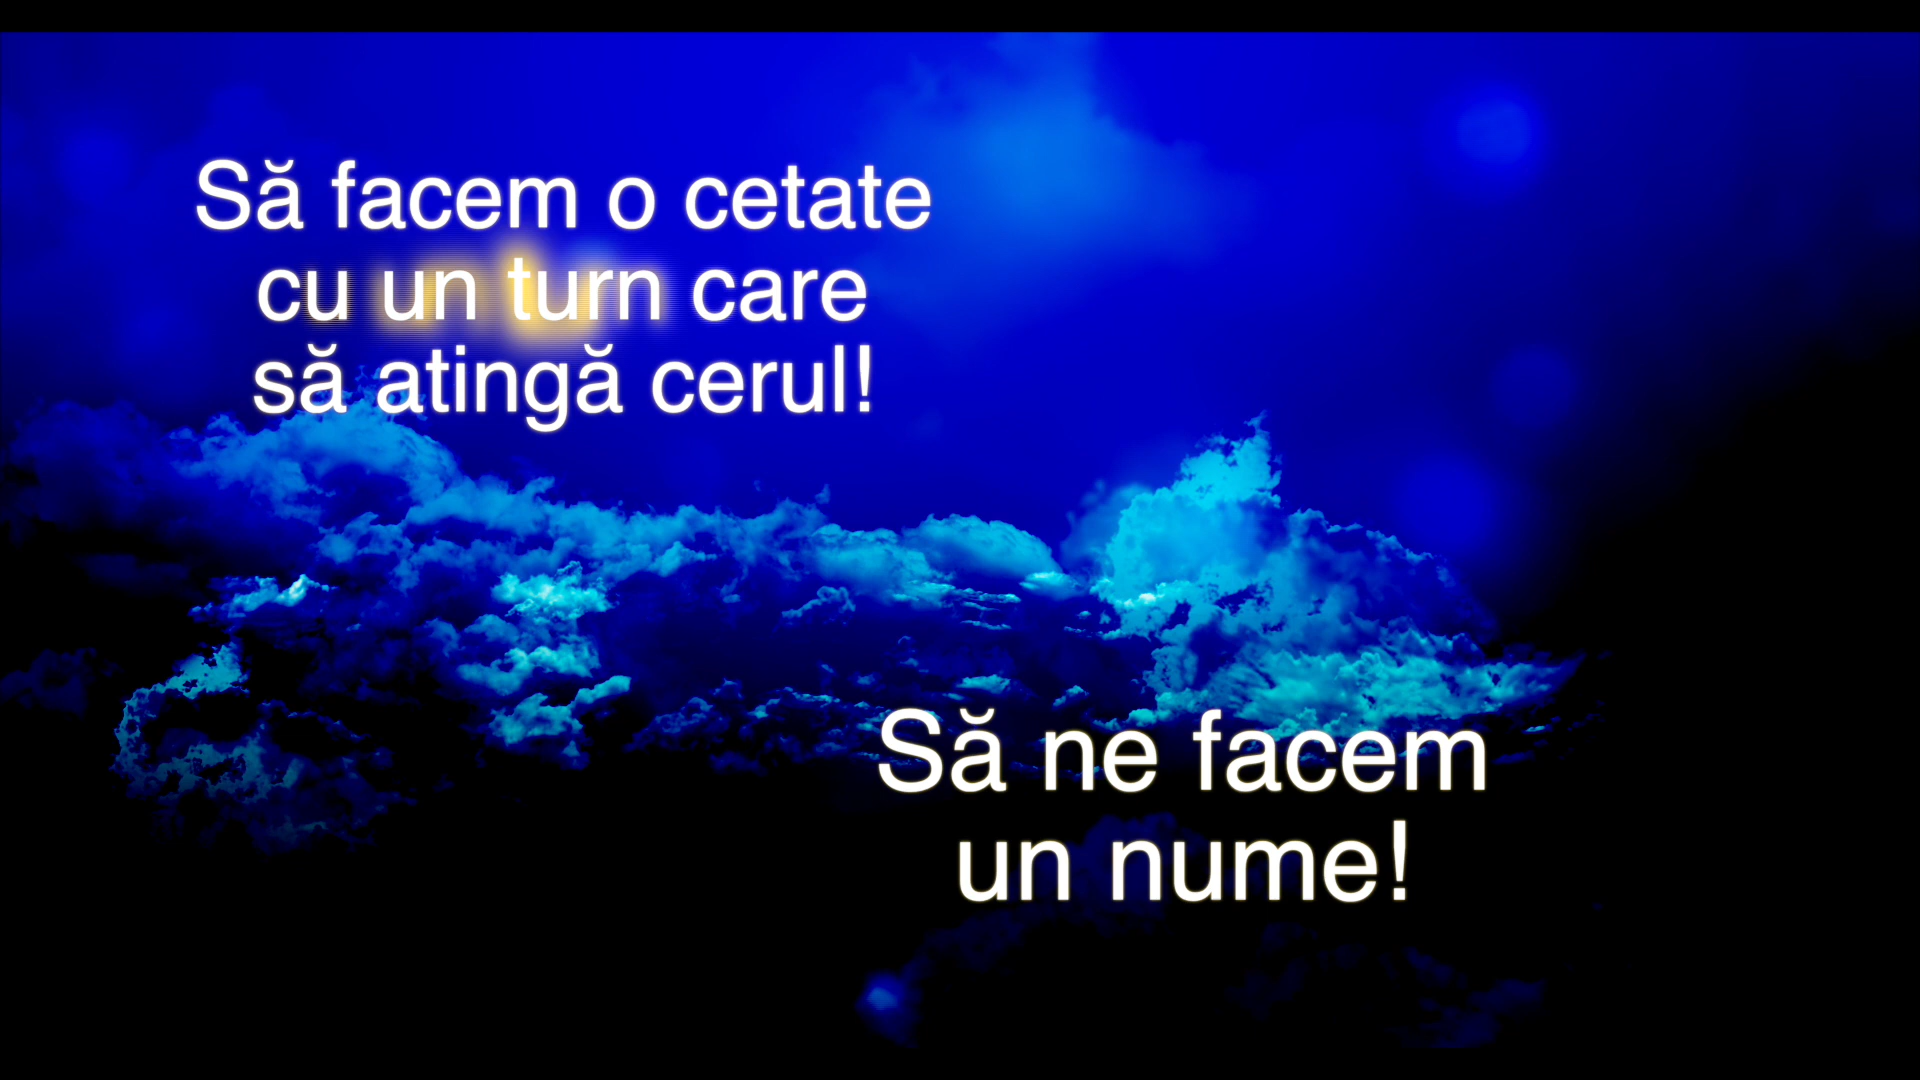 Să facem o cetate
cu un turn care
să atingă cerul!
Să ne facem
un nume!